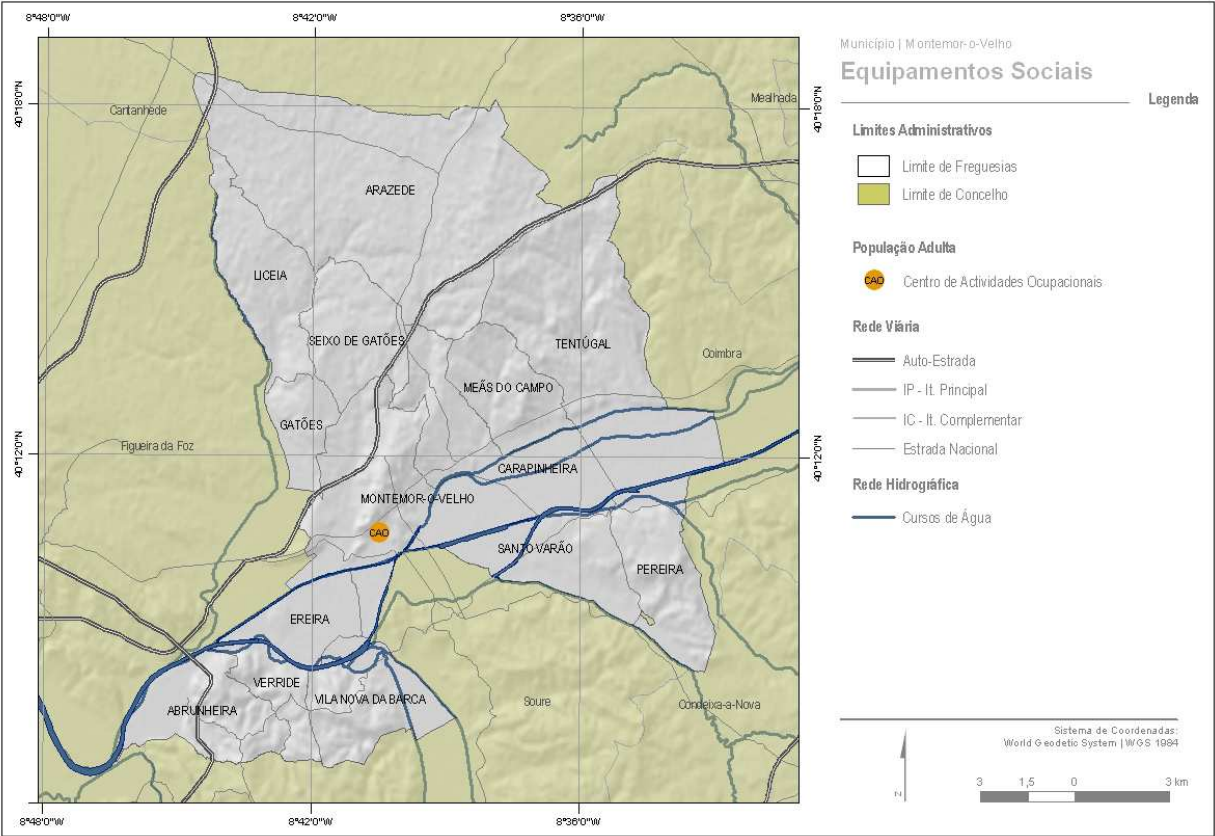 8°48'0"W 8°42'0"W 8°36'0"W
40°18'0"N 40°18'0"N
Cantanhede
Mealhada
ARAZEDE
LICEIA
SEIXO DE GATÕES
TENTÚGAL
Coimbra
MEÃS DO CAMPO
GATÕES
Figueira da Foz
40°12'0"N 40°12'0"N
CARAPINHEIRA
MONTEMOR-O-VELHO
CAO
SANTO VARÃO
PEREIRA
EREIRA
VERRIDE
VILA NOVA DA BARCA
ABRUNHEIRA
Soure
Condeixa-a-Nova
8°48'0"W 8°42'0"W 8°36'0"W
Município | Montemor-o-Velho
Equipamentos Sociais
Legenda
Limites Administrativos
Limite de Freguesias
Limite de Concelho
População Adulta
CAO Centro de Actividades Ocupacionais
Rede Viária
Auto-Estrada
IP - It. Principal
IC - It. Complementar
Estrada Nacional
Rede Hidrográfica
Cursos de Água
Sistema de Coordenadas:
World Geodetic System | WGS 1984
N
3 1,5 0 3 km